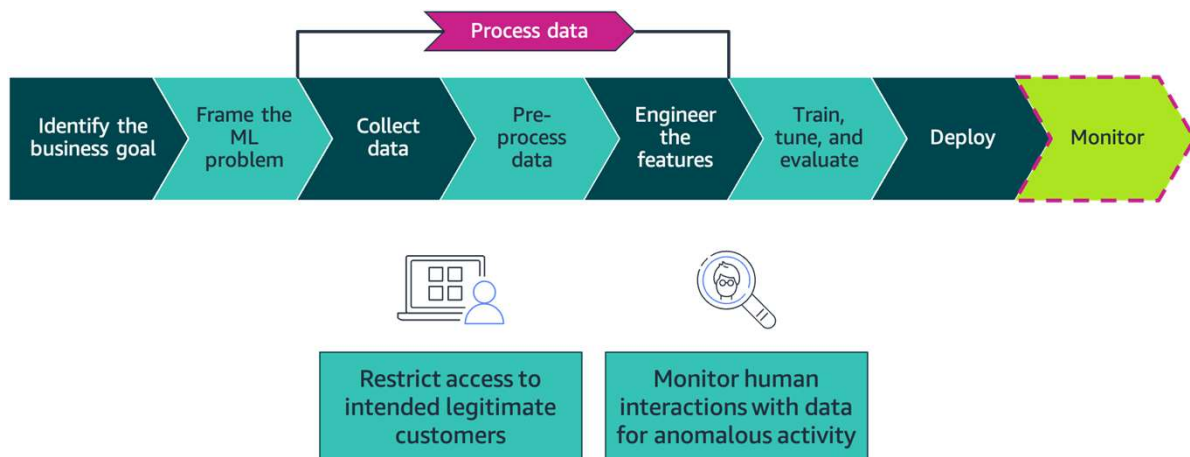 Process data
Identify the
business goal
Frame the
ML
problem
Collect
data
Pre-
process
data
Engineer
the
features
Train,
tune, and
evaluate
Deploy
Monitor
Restrict access to
intended legitimate
customers
Monitor human
interactions with data
for anomalous activity